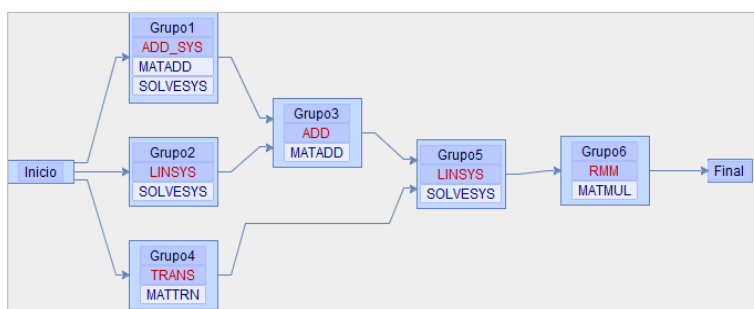 Inicio
Grupo1
ADD_SYS
MATADD
SOLVESYS
Grupo2
LINSYS
SOLVESYS
Grupo4
TRANS
MATTRN
Grupo3
ADD
MATADD
Grupo5
LINSYS
SOLVESYS
Grupo6
RMM
MATMUL
Final